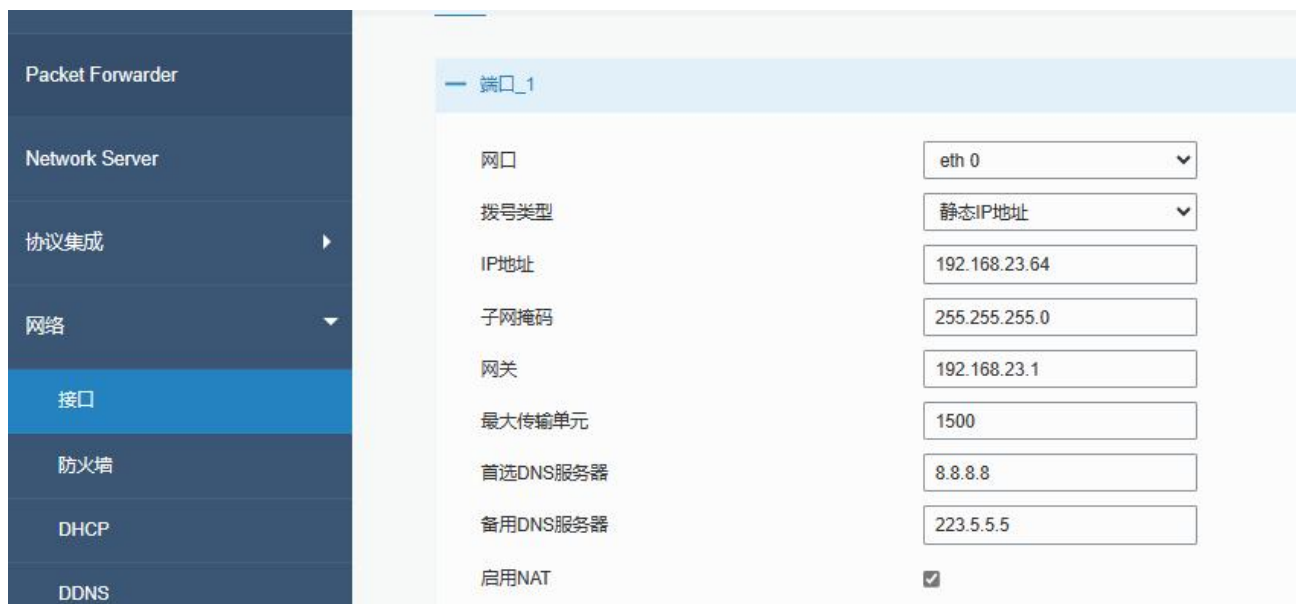 Packet Forwarder
Network Server
协议集成
网络
接口
防火墙
DHCP
DDNS
端口_1
网口 eth 0
拨号类型 静态IP地址
IP地址 192.168.23.64
子网掩码 255.255.255.0
网关 192.168.23.1
最大传输单元 1500
首选DNS服务器 8.8.8.8
备用DNS服务器 223.5.5.5
启用NAT